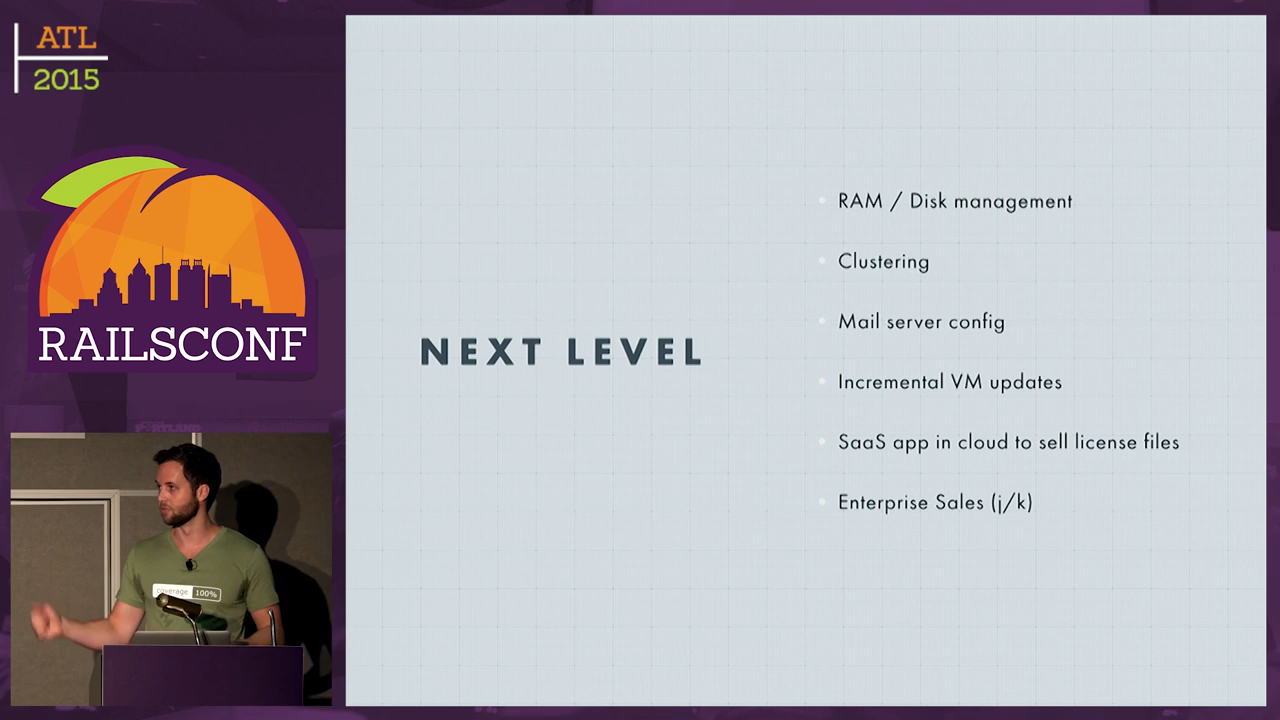 ATL
2015
RAILSCONF
coverage 100%
NEXT LEVEL
RAM / Disk management
Clustering
Mail server config
Incremental VM updates
SaaS app in cloud to sell license files
Enterprise Sales (j/k)